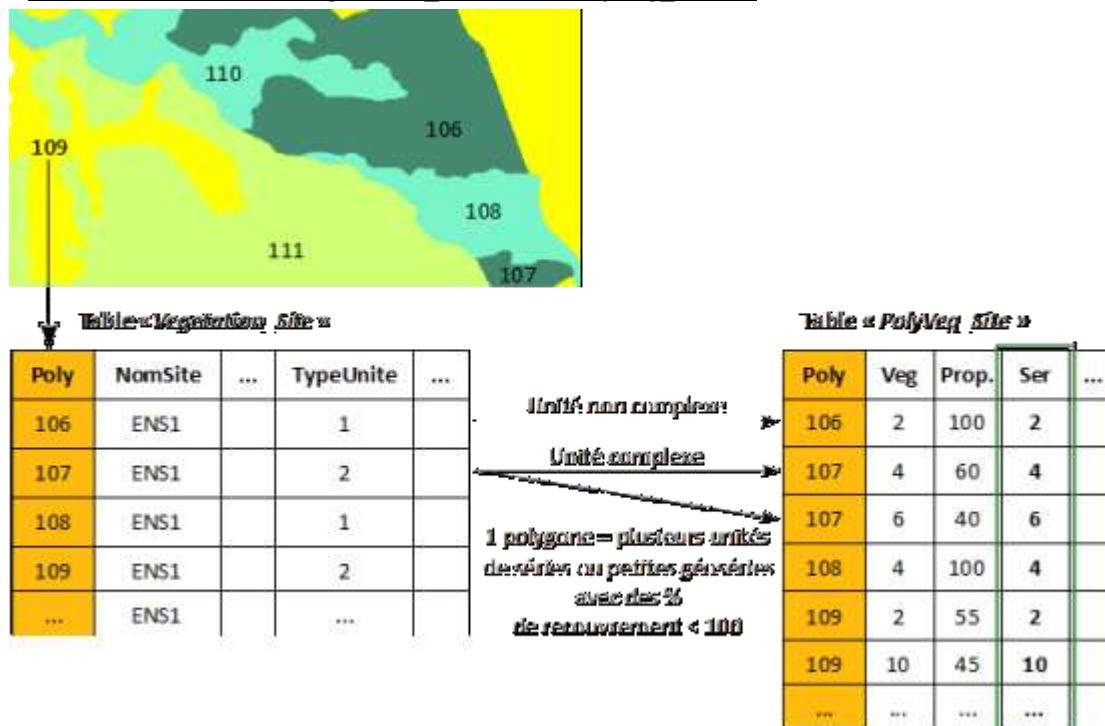 110
106
109
108
111
107
Table « Vegetation_Site »
Poly NomSite ... TypeUnite ...
106 ENS1 1
107 ENS1 2
108 ENS1 1
109 ENS1 2
... ENS1 ...
Unité non complexe
Unité complexe
1 polygone = plusieurs unités
de séries ou petites géoséries
avec des %
de recouvrement < 100
Table « PolyVeg_Site »
Poly Veg Prop. Ser ...
106 2 100 2
107 4 60 4
107 6 40 6
108 4 100 4
109 2 55 2
109 10 45 10
... ... ... ...